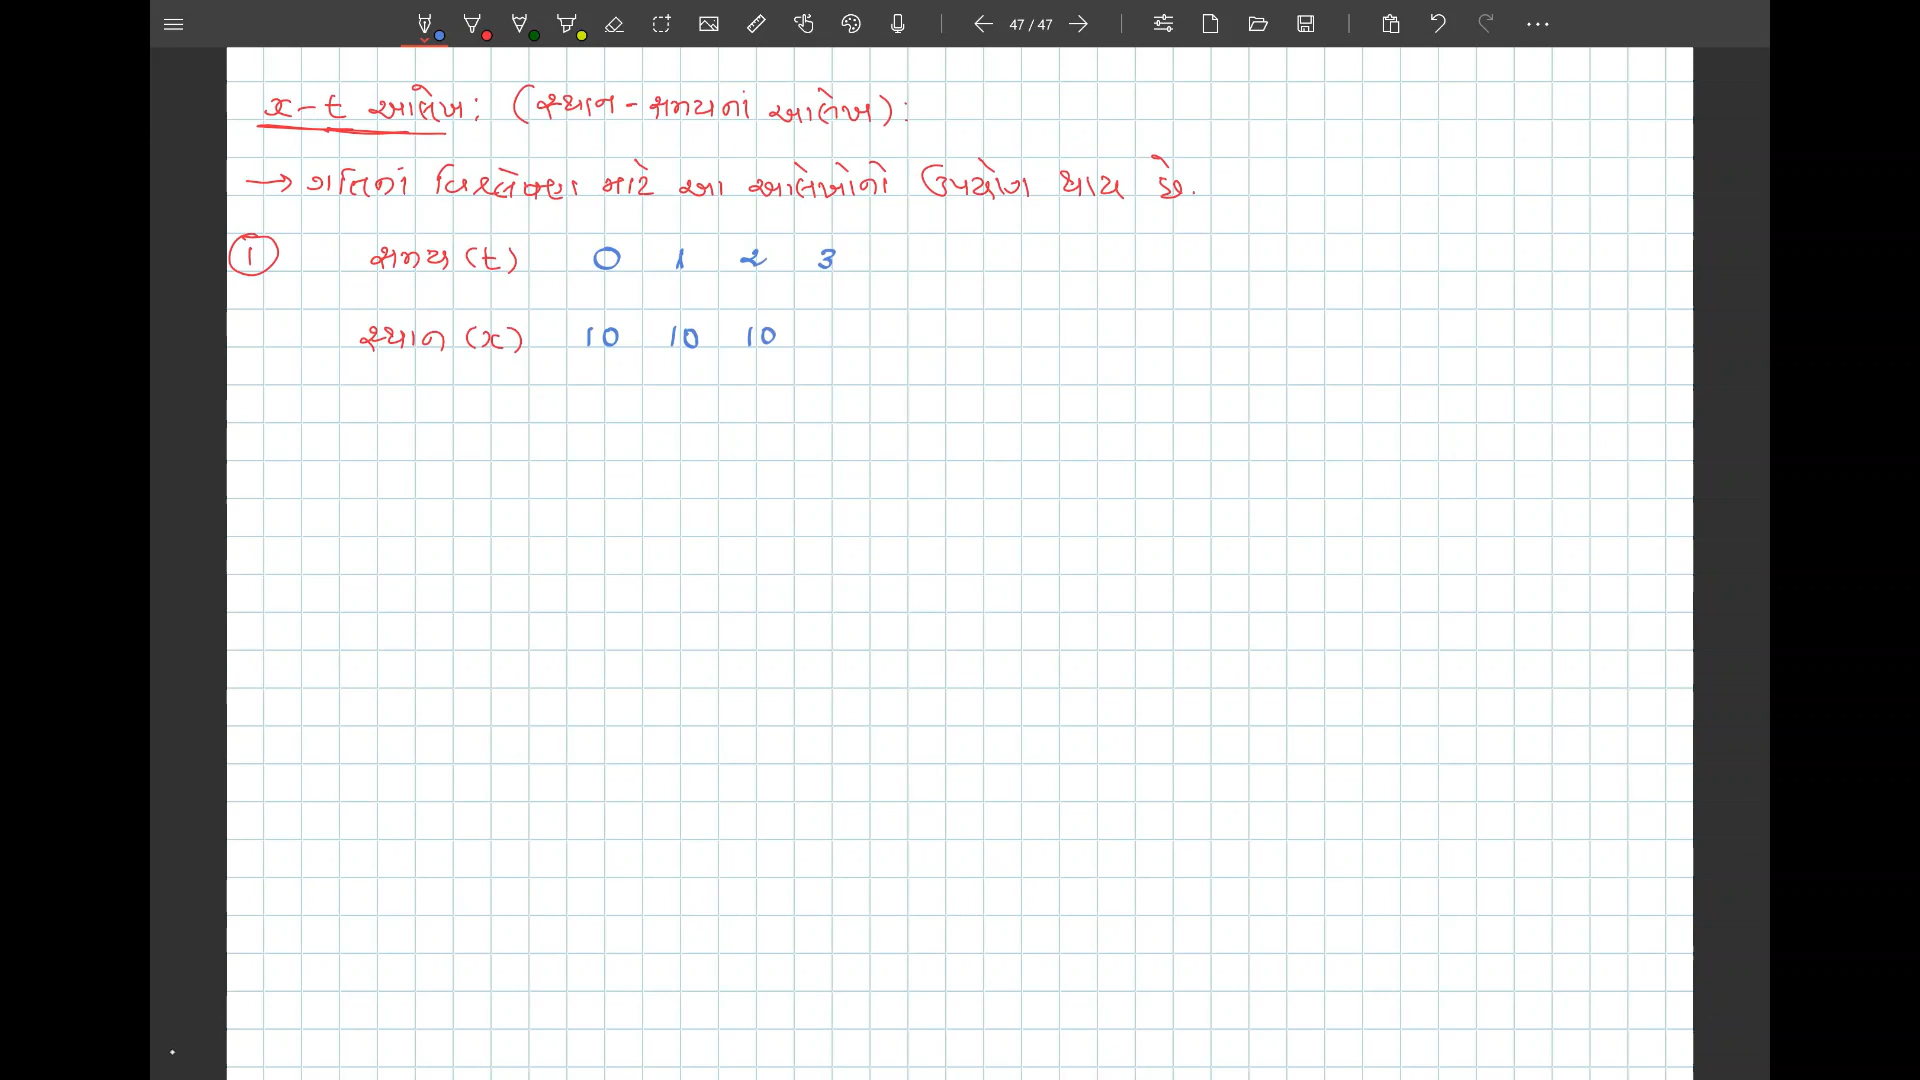 47 / 47
x-t આલેખ: (સ્થાન-સમયનાં આલેખ):
→ ગતિનાં વિશ્લેષણ માટે આ આલેખોનો ઉપયોગ થાય છે.
1 સમય (t) 0 1 2 3
સ્થાન (x) 10 10 10